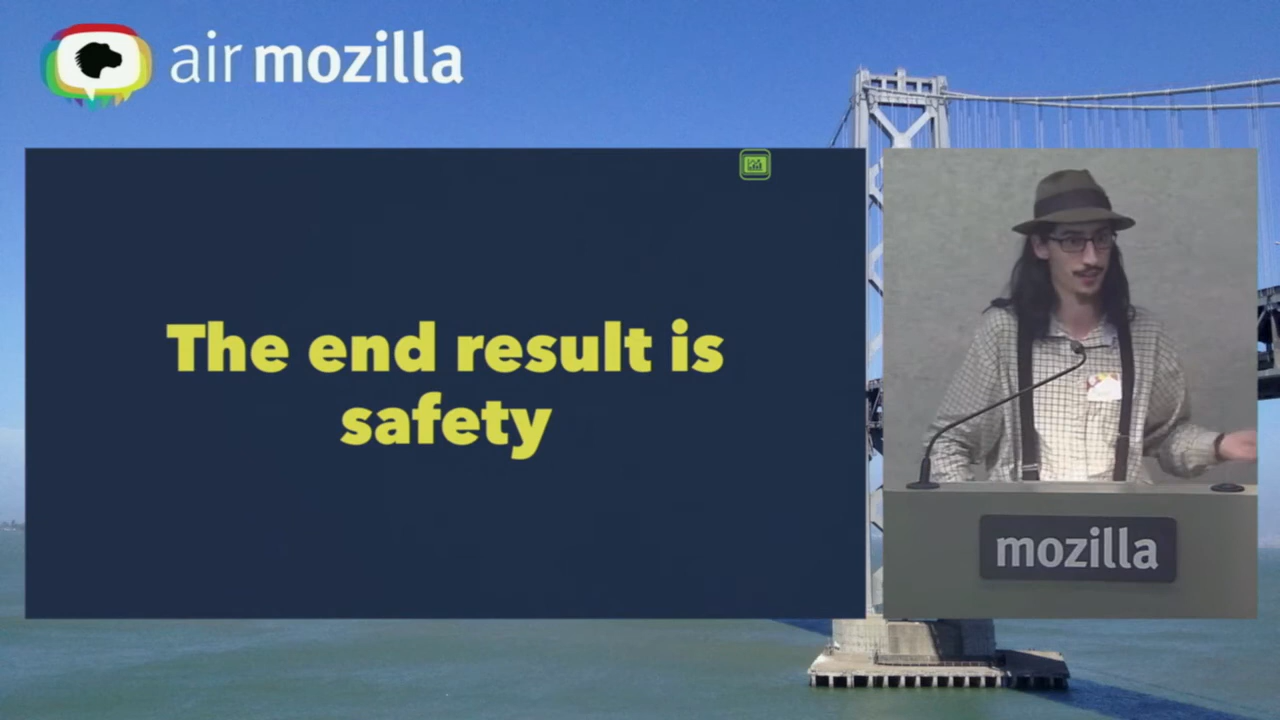 air mozilla
The end result is
safety
mozilla